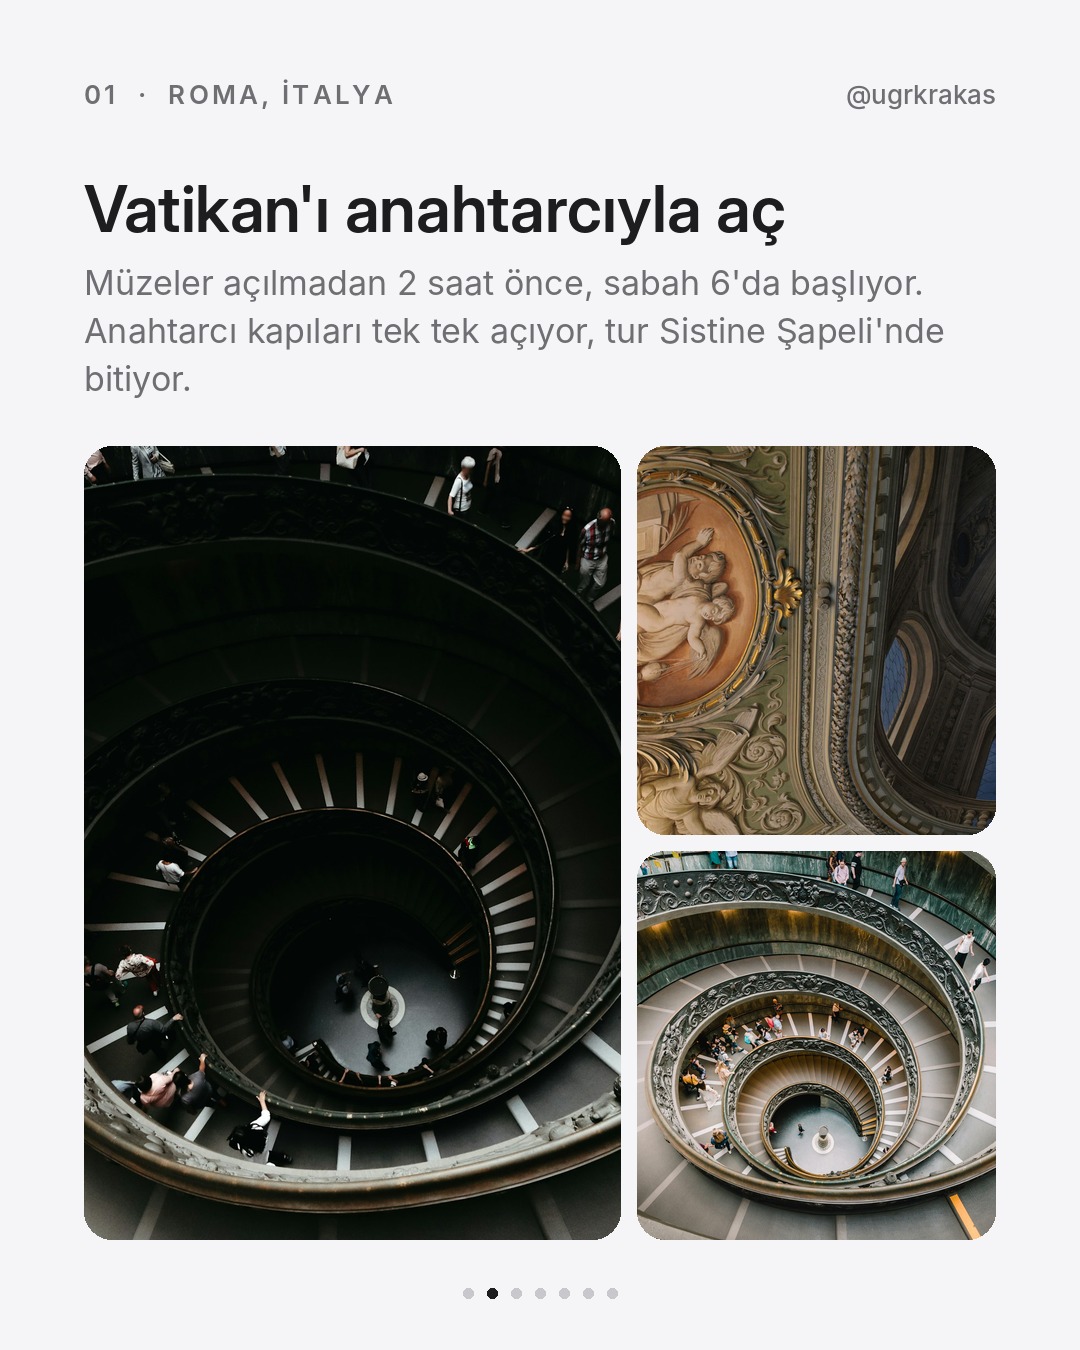 01 · ROMA, İTALYA
@ugrkrakas
Vatikan'ı anahtarcıyla aç
Müzeler açılmadan 2 saat önce, sabah 6'da başlıyor.
Anahtarcı kapıları tek tek açıyor, tur Sistine Şapeli'nde
bitiyor.